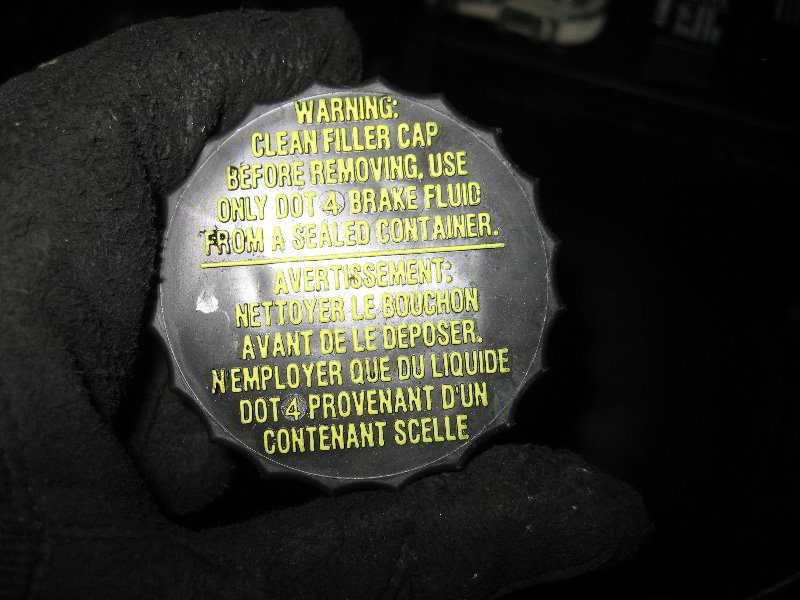 WARNING:
CLEAN FILLER CAP
BEFORE REMOVING, USE
ONLY DOT 4 BRAKE FLUID
FROM A SEALED CONTAINER.
AVERTISSEMENT:
NETTOYER LE BOUCHON
AVANT DE LE DEPOSER.
N'EMPLOYER QUE DU LIQUIDE
DOT 4 PROVENANT D'UN
CONTENANT SCELLE